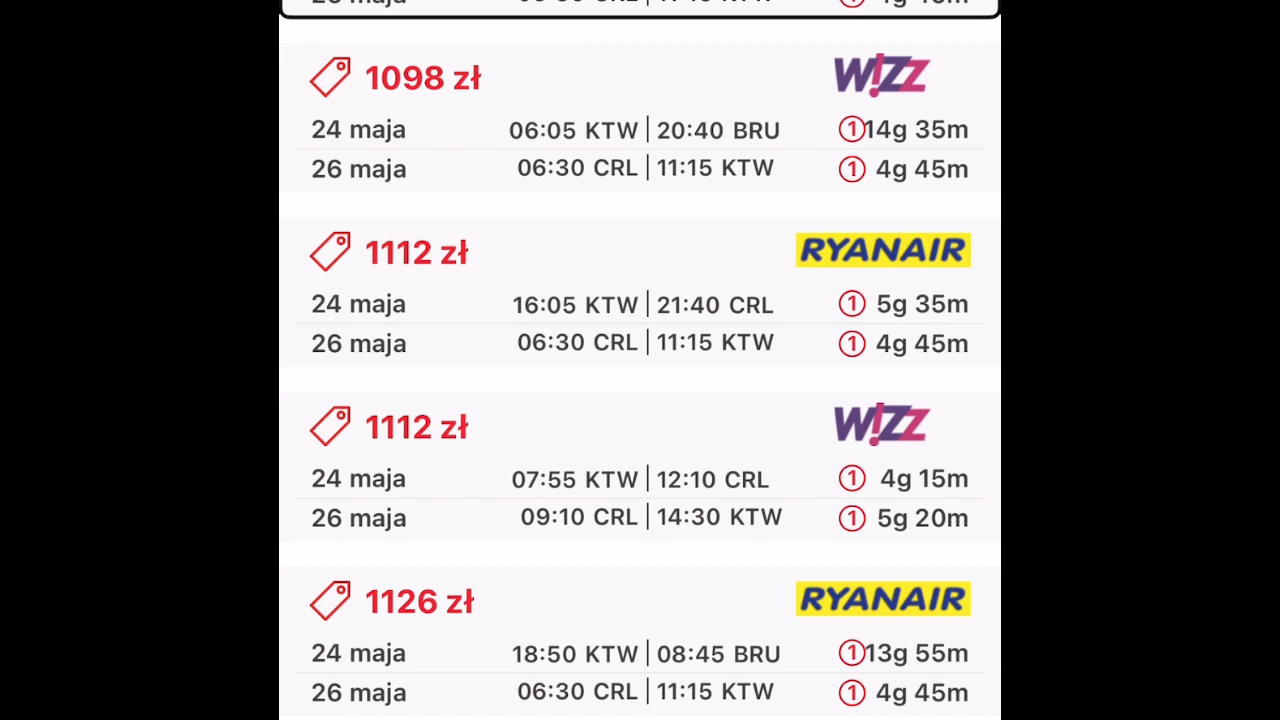 1098 zł WIZZ
24 maja 06:05 KTW | 20:40 BRU 1 14g 35m
26 maja 06:30 CRL | 11:15 KTW 1 4g 45m
1112 zł RYANAIR
24 maja 16:05 KTW | 21:40 CRL 1 5g 35m
26 maja 06:30 CRL | 11:15 KTW 1 4g 45m
1112 zł WIZZ
24 maja 07:55 KTW | 12:10 CRL 1 4g 15m
26 maja 09:10 CRL | 14:30 KTW 1 5g 20m
1126 zł RYANAIR
24 maja 18:50 KTW | 08:45 BRU 1 13g 55m
26 maja 06:30 CRL | 11:15 KTW 1 4g 45m